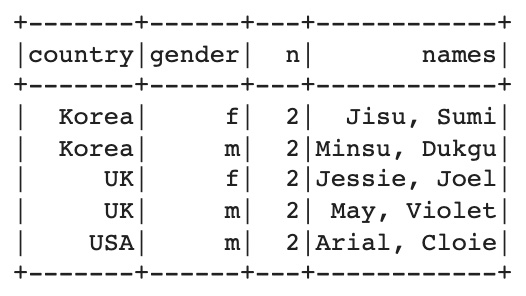 +-------+------+---+------------+
|country|gender|  n|       names|
+-------+------+---+------------+
|  Korea|     f|  2|  Jisu, Sumi|
|  Korea|     m|  2|Minsu, Dukgu|
|     UK|     f|  2|Jessie, Joel|
|     UK|     m|  2| May, Violet|
|    USA|     m|  2|Arial, Cloie|
+-------+------+---+------------+